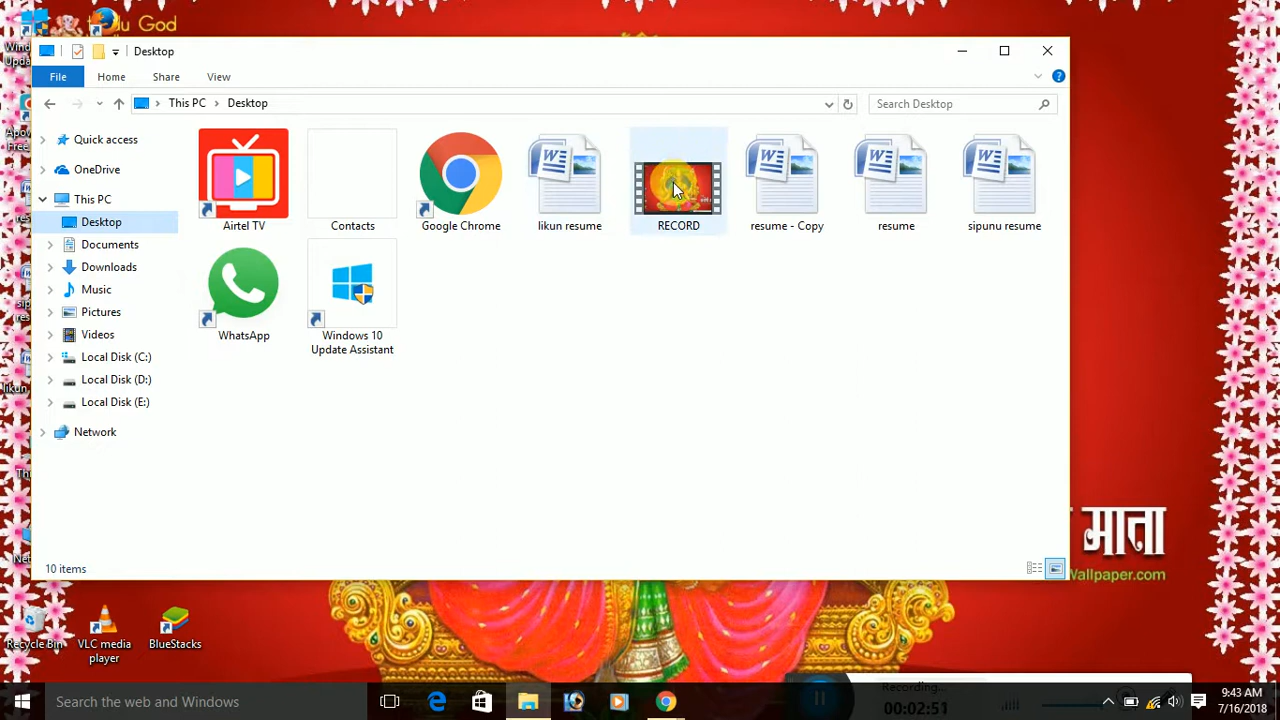 du God
Desktop
File Home Share View
This PC Desktop
Search Desktop
Quick access
OneDrive
This PC
Desktop
Documents
Downloads
Music
Pictures
Videos
Local Disk (C:)
Local Disk (D:)
Local Disk (E:)
Network
Airtel TV
Contacts
Google Chrome
likun resume
RECORD
resume - Copy
resume
sipunu resume
WhatsApp
Windows 10
Update Assistant
10 items
माता
Wallpaper.com
Recycle Bin
VLC media
player
BlueStacks
Search the web and Windows
Recording...
00:02:51
9:43 AM
7/16/2018